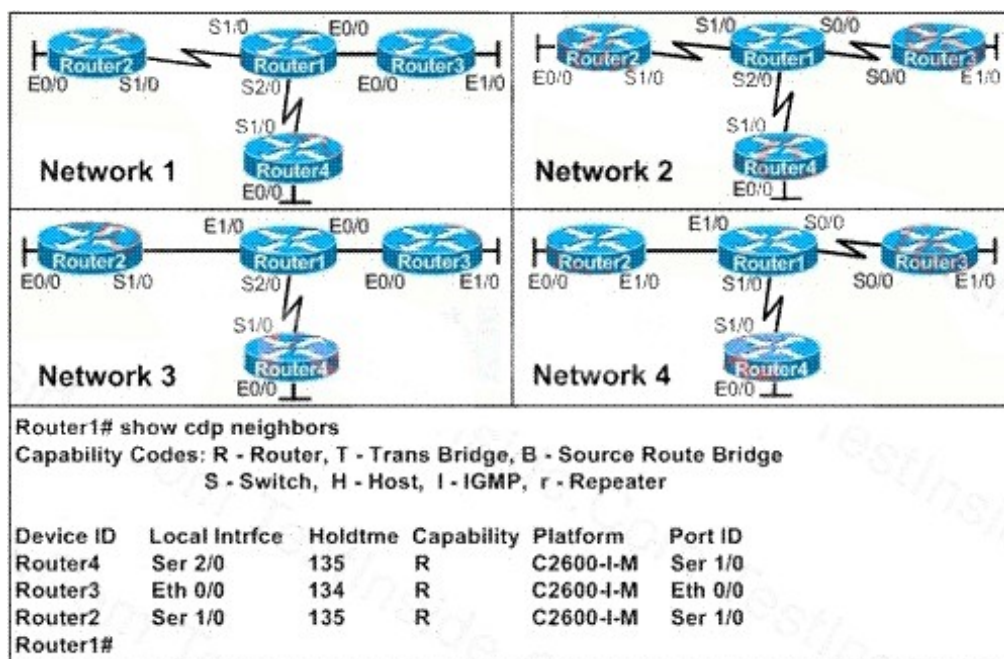 S1/0 E0/0
Router2 Router1 Router3
E0/0 S1/0 S2/0 E0/0 E1/0
S1/0
Router4
Network 1
E0/0
S1/0 S0/0
Router2 Router1 Router3
E0/0 S1/0 S2/0 S0/0 E1/0
S1/0
Router4
Network 2
E0/0
E1/0 E0/0
Router2 Router1 Router3
E0/0 S1/0 S2/0 E0/0 E1/0
S1/0
Router4
Network 3
E0/0
E1/0 S0/0
Router2 Router1 Router3
E0/0 E1/0 S1/0 S0/0 E1/0
S1/0
Router4
Network 4
E0/0
Router1# show cdp neighbors
Capability Codes: R - Router, T - Trans Bridge, B - Source Route Bridge
S - Switch, H - Host, I - IGMP, r - Repeater
Device ID Local Intrfce Holdtme Capability Platform Port ID
Router4 Ser 2/0 135 R C2600-I-M Ser 1/0
Router3 Eth 0/0 134 R C2600-I-M Eth 0/0
Router2 Ser 1/0 135 R C2600-I-M Ser 1/0
Router1#